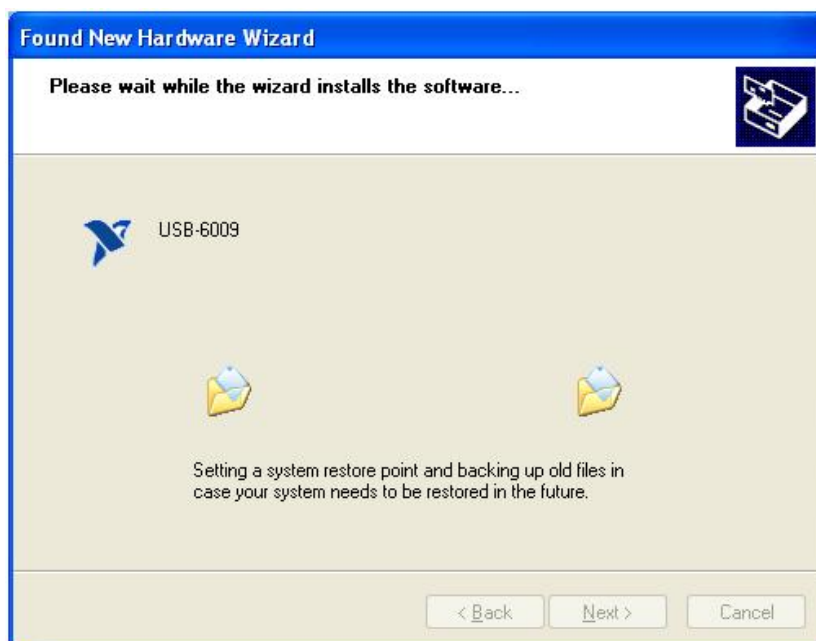 Found New Hardware Wizard
Please wait while the wizard installs the software...
USB-6009
Setting a system restore point and backing up old files in
case your system needs to be restored in the future.
< Back
Next >
Cancel